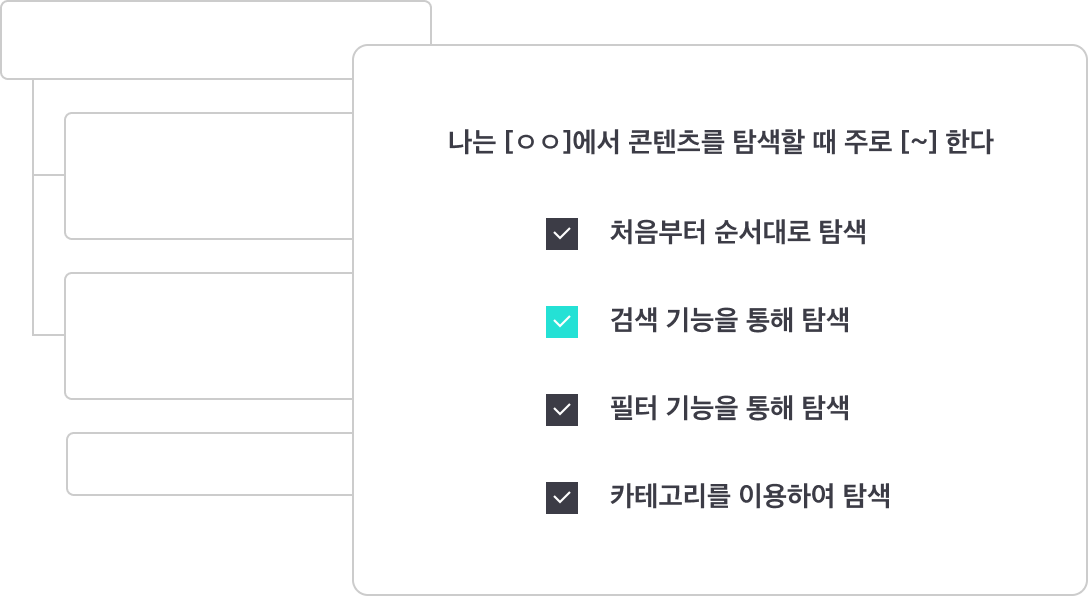 나는 [ㅇㅇ]에서 콘텐츠를 탐색할 때 주로 [~] 한다
처음부터 순서대로 탐색
검색 기능을 통해 탐색
필터 기능을 통해 탐색
카테고리를 이용하여 탐색